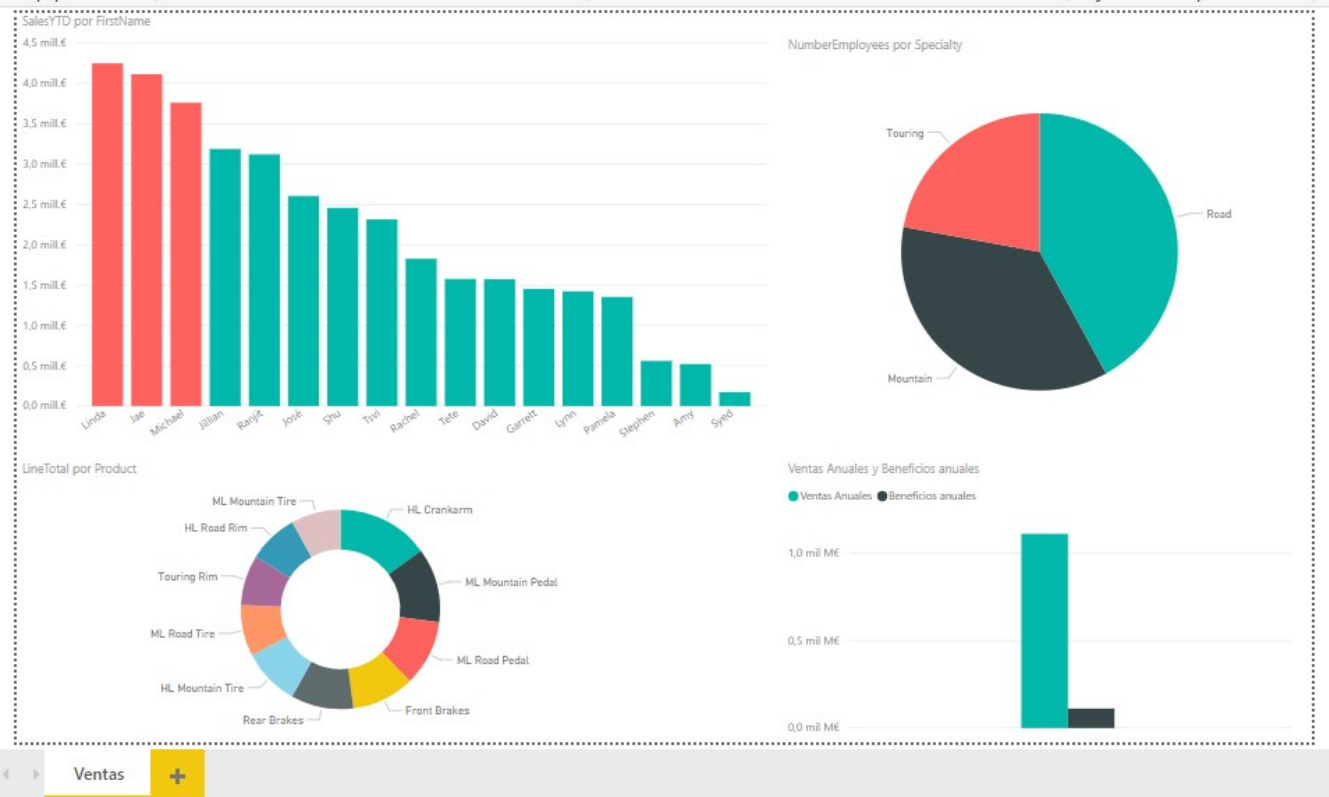 SalesYTD por FirstName
4,5 mill.€
4,0 mill.€
3,5 mill.€
3,0 mill.€
2,5 mill.€
2,0 mill.€
1,5 mill.€
1,0 mill.€
0,5 mill.€
0,0 mill.€
Linda
Jae
Michael
Jillian
Ranjit
José
Shu
Tsvi
Rachel
Tete
David
Garrett
Lynn
Pamela
Stephen
Amy
Syed
NumberEmployees por Specialty
Touring
Road
Mountain
LineTotal por Product
ML Mountain Tire
HL Crankarm
HL Road Rim
Touring Rim
ML Mountain Pedal
ML Road Tire
ML Road Pedal
HL Mountain Tire
Front Brakes
Rear Brakes
Ventas Anuales y Beneficios anuales
Ventas Anuales Beneficios anuales
1,0 mil M€
0,5 mil M€
0,0 mil M€
Ventas
+